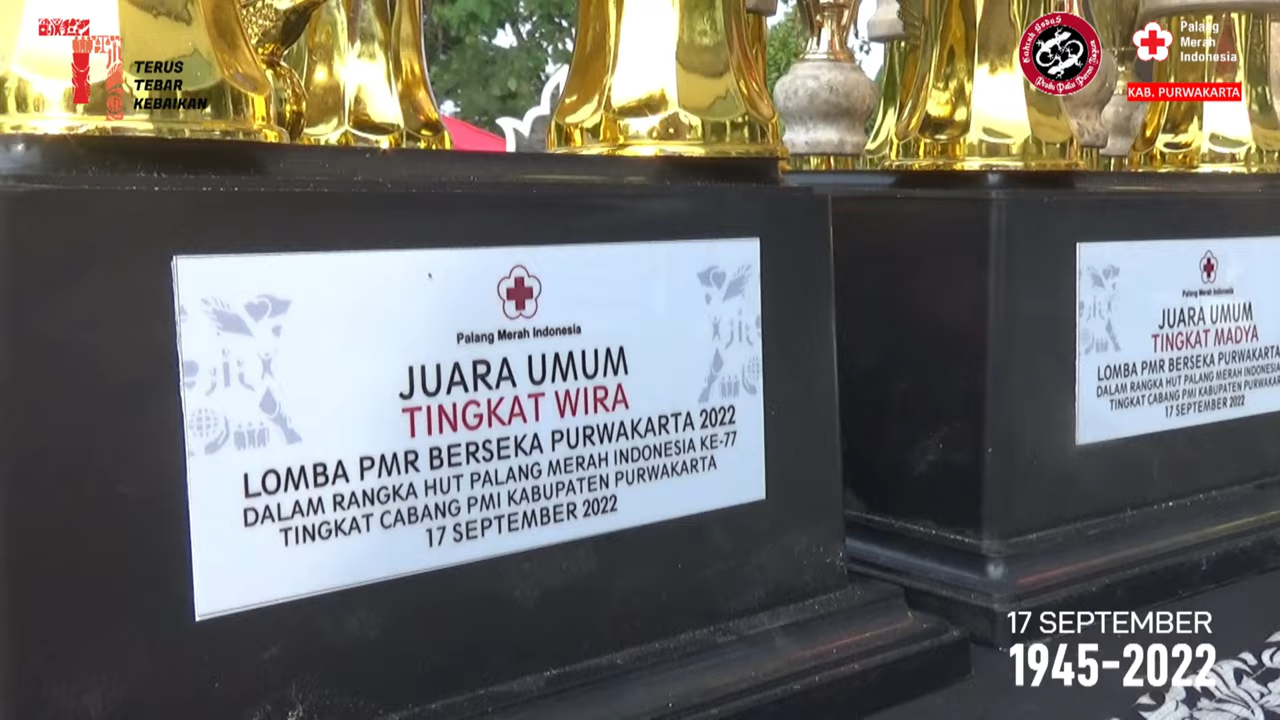 TERUS
TEBAR
KEBAIKAN
Palang
Merah
Indonesia
KAB. PURWAKARTA
Palang Merah Indonesia
JUARA UMUM
TINGKAT WIRA
LOMBA PMR BERSEKA PURWAKARTA 2022
DALAM RANGKA HUT PALANG MERAH INDONESIA KE-77
TINGKAT CABANG PMI KABUPATEN PURWAKARTA
17 SEPTEMBER 2022
Palang Merah Indonesia
JUARA UMUM
TINGKAT MADYA
LOMBA PMR BERSEKA PURWAKARTA
DALAM RANGKA HUT PALANG MERAH INDONESIA
TINGKAT CABANG PMI KABUPATEN
17 SEPTEMBER 2022
17 SEPTEMBER
1945-2022